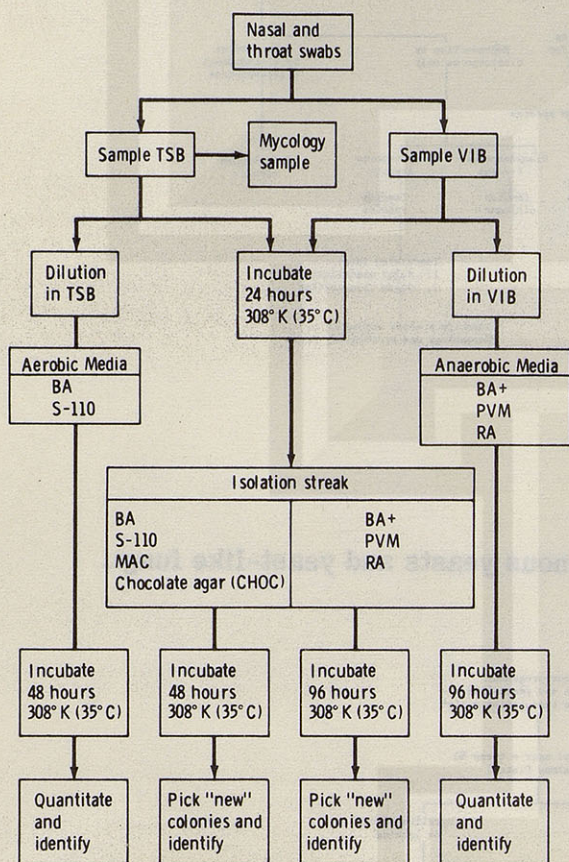 Nasal and
throat swabs
Sample TSB
Mycology
sample
Sample VIB
Dilution
in TSB
Incubate
24 hours
308° K (35° C)
Dilution
in VIB
Aerobic Media
BA
S-110
Anaerobic Media
BA+
PVM
RA
Isolation streak
BA
S-110
MAC
Chocolate agar (CHOC)
BA+
PVM
RA
Incubate
48 hours
308° K (35° C)
Incubate
48 hours
308° K (35° C)
Incubate
96 hours
308° K (35° C)
Incubate
96 hours
308° K (35° C)
Quantitate
and
identify
Pick "new"
colonies and
identify
Pick "new"
colonies and
identify
Quantitate
and
identify